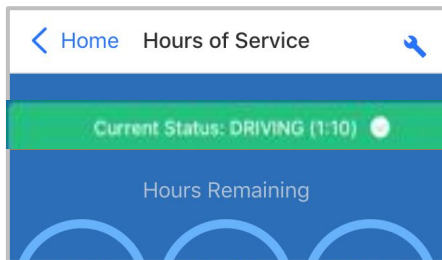 Home Hours of Service
Current Status: DRIVING (1:10)
Hours Remaining